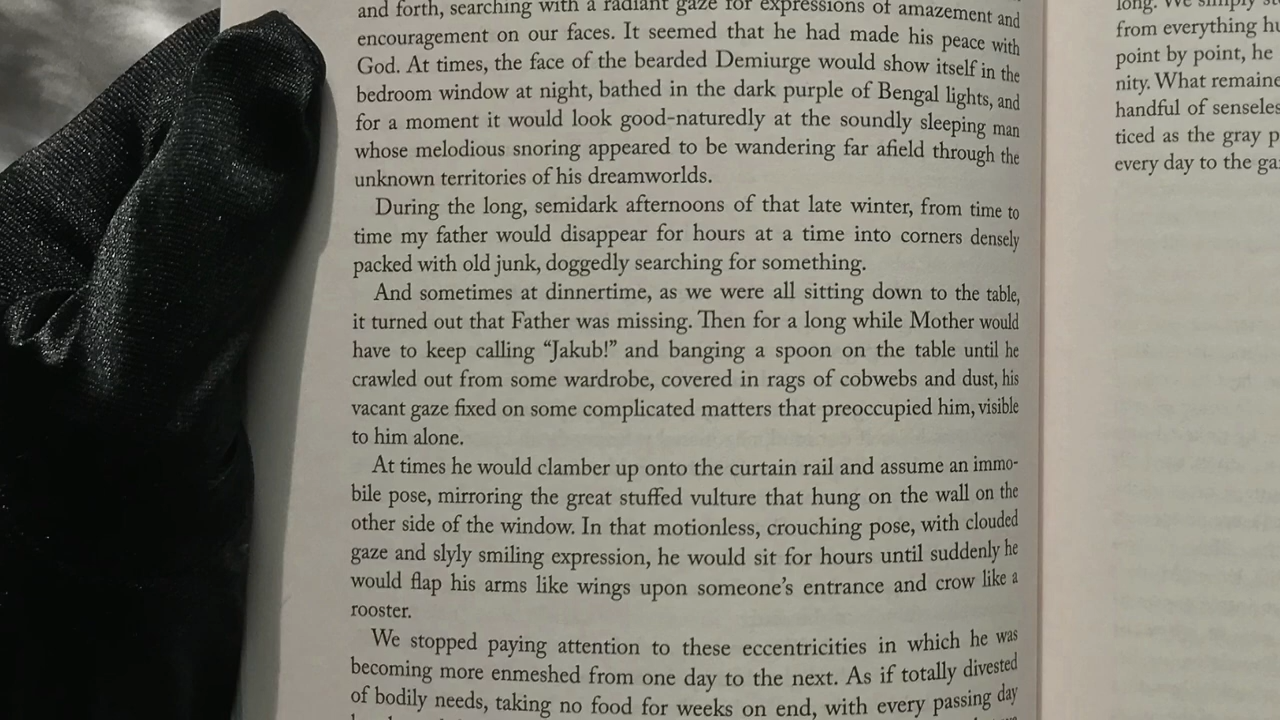 and forth, searching with a radiant gaze for expressions of amazement and
encouragement on our faces. It seemed that he had made his peace with
God. At times, the face of the bearded Demiurge would show itself in the
bedroom window at night, bathed in the dark purple of Bengal lights, and
for a moment it would look good-naturedly at the soundly sleeping man
whose melodious snoring appeared to be wandering far afield through the
unknown territories of his dreamworlds.
During the long, semidark afternoons of that late winter, from time to
time my father would disappear for hours at a time into corners densely
packed with old junk, doggedly searching for something.
And sometimes at dinnertime, as we were all sitting down to the table,
it turned out that Father was missing. Then for a long while Mother would
have to keep calling “Jakub!” and banging a spoon on the table until he
crawled out from some wardrobe, covered in rags of cobwebs and dust, his
vacant gaze fixed on some complicated matters that preoccupied him, visible
to him alone.
At times he would clamber up onto the curtain rail and assume an immo-
bile pose, mirroring the great stuffed vulture that hung on the wall on the
other side of the window. In that motionless, crouching pose, with clouded
gaze and slyly smiling expression, he would sit for hours until suddenly he
would flap his arms like wings upon someone’s entrance and crow like a
rooster.
We stopped paying attention to these eccentricities in which he was
becoming more enmeshed from one day to the next. As if totally divested
of bodily needs, taking no food for weeks on end, with every passing day
long. We simply
from everything
point by point, he
nity. What
handful of
ticed as the gray
every day to the